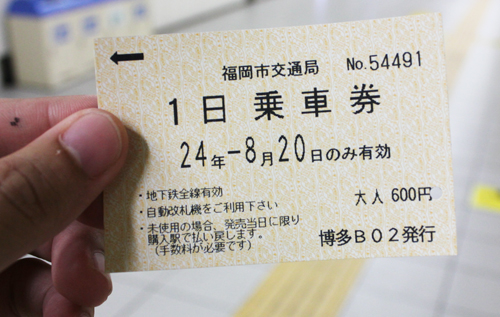 ←
福岡市交通局 No.54491
1日乗車券
24年-8月20日のみ有効
・地下鉄全線有効
・自動改札機をご利用下さい
大人 600円
・未使用の場合、発売当日に限り
購入駅で払い戻します。
(手数料が必要です)
博多B02発行